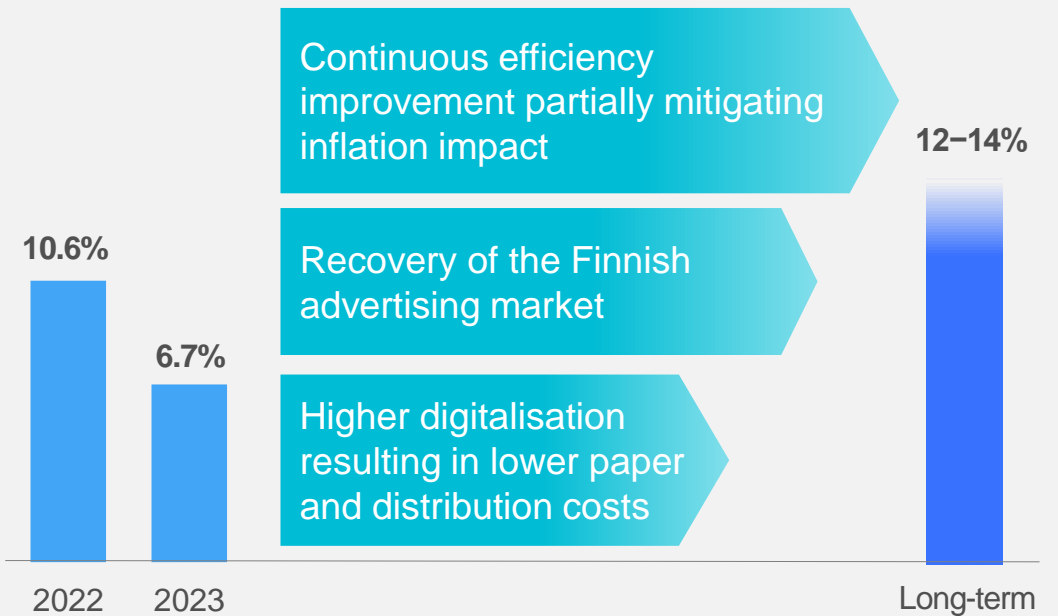 Continuous efficiency
improvement partially mitigating
inflation impact
12–14%
10.6%
Recovery of the Finnish
advertising market
6.7%
Higher digitalisation
resulting in lower paper
and distribution costs
2022
2023
Long-term